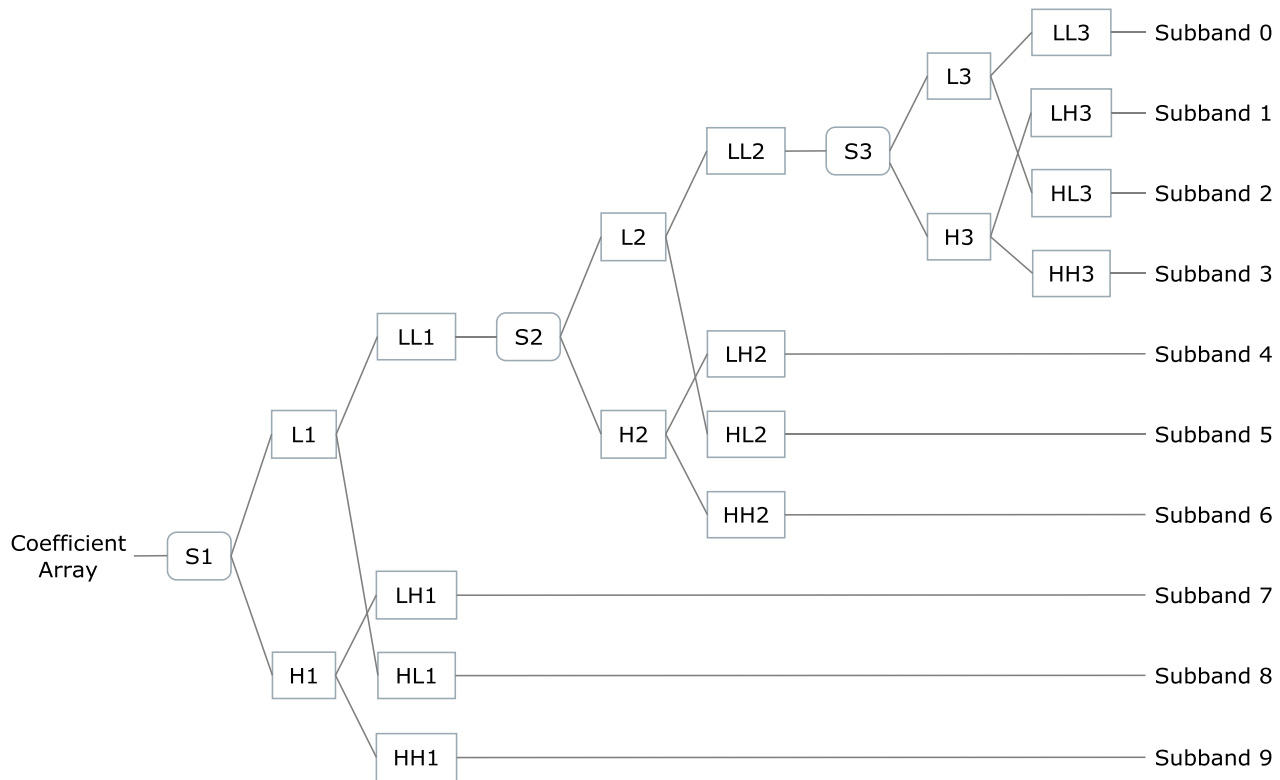 LL3
Subband 0
L3
LH3
Subband 1
LL2
S3
HL3
Subband 2
L2
H3
HH3
Subband 3
LL1
S2
LH2
Subband 4
L1
H2
HL2
Subband 5
HH2
Subband 6
Coefficient
Array
S1
LH1
Subband 7
H1
HL1
Subband 8
HH1
Subband 9